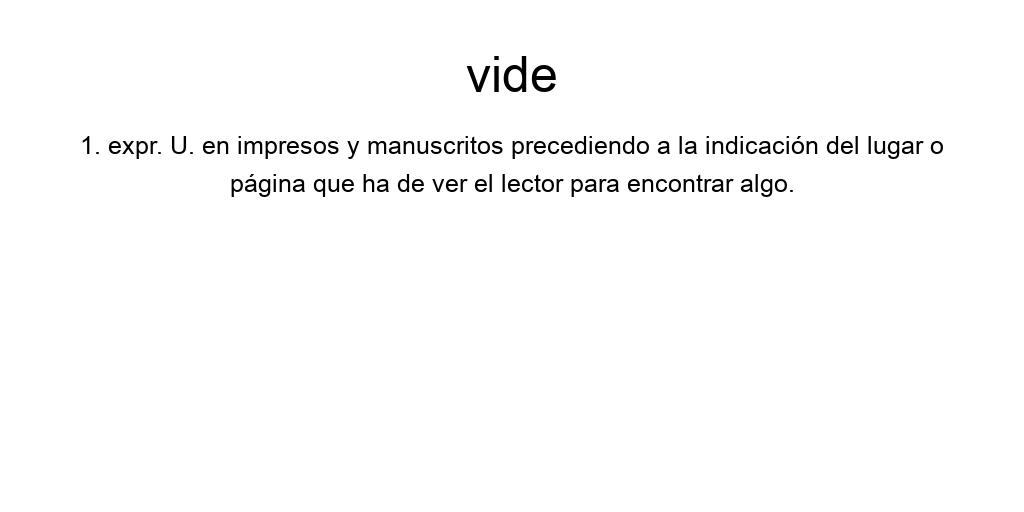 vide
1. expr. U. en impresos y manuscritos precediendo a la indicación del lugar o
página que ha de ver el lector para encontrar algo.